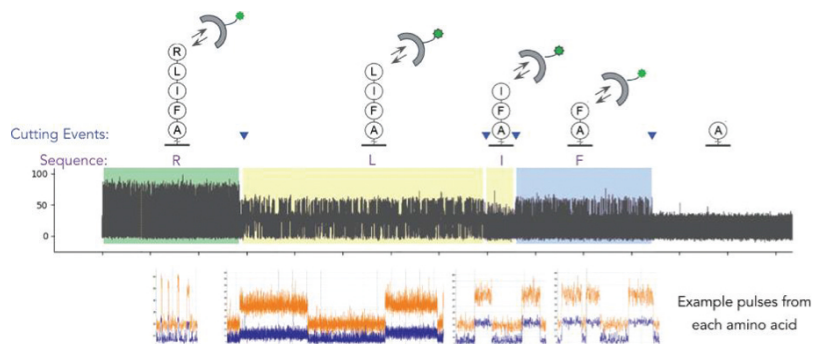 R
L
I
F
A
L
I
F
A
I
F
A
F
A
A
Cutting Events:
Sequence: R L I F
100
50
0
Example pulses from
each amino acid